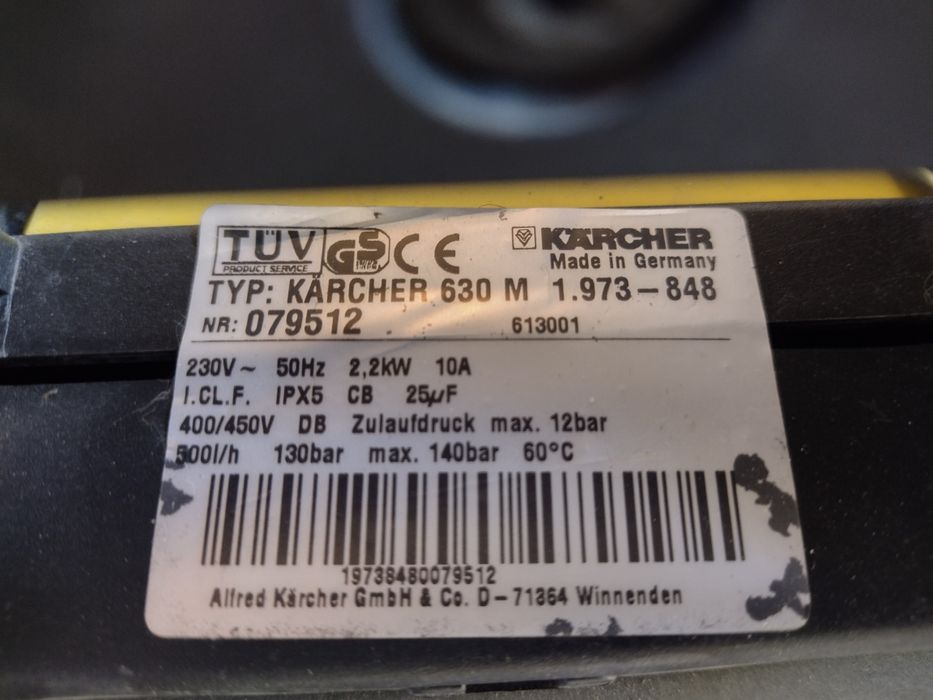 TÜV
PRODUCT SERVICE
GS
CE
KÄRCHER
Made in Germany
TYP: KÄRCHER 630 M 1.973-848
NR: 079512 613001
230V~ 50Hz 2,2kW 10A
I.CL.F. IPX5 CB 25µF
400/450V DB Zulaufdruck max. 12bar
500l/h 130bar max. 140bar 60°C
19738480079512
Alfred Kärcher GmbH & Co. D-71364 Winnenden